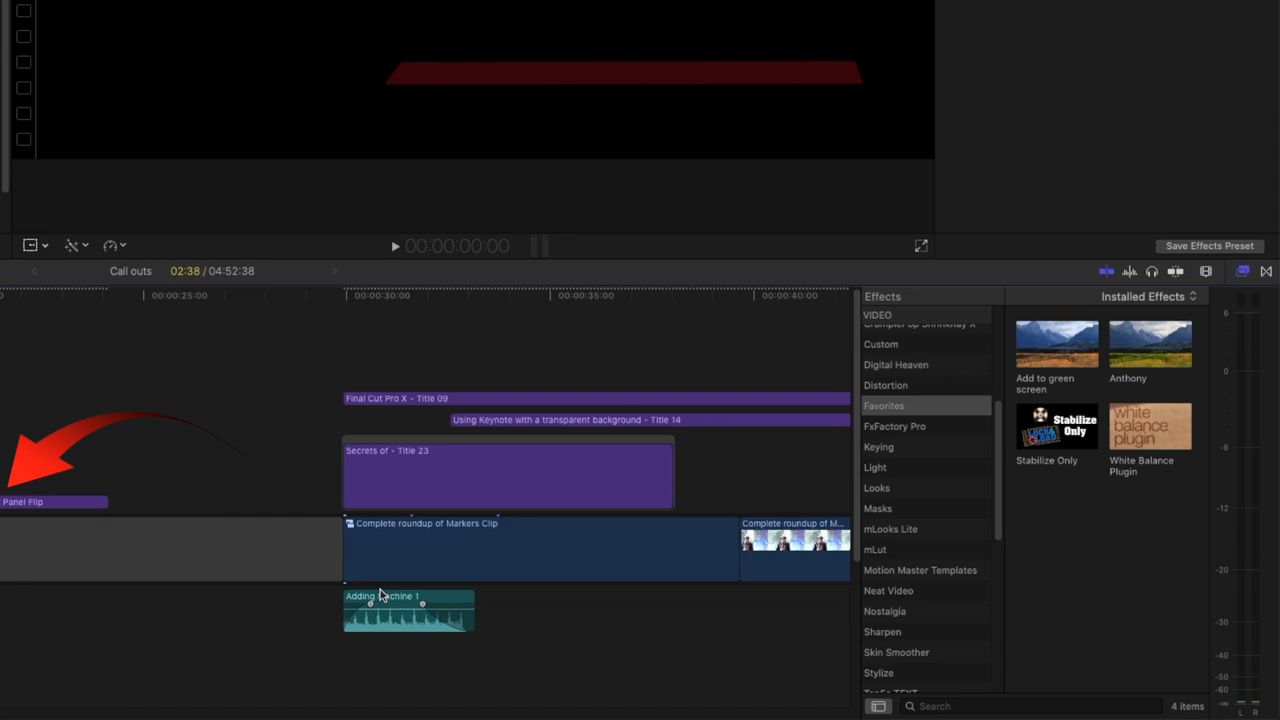 00:00:00:00
Save Effects Preset
Call outs
02:38 / 04:52:38
00:00:25:00
00:00:30:00
00:00:35:00
00:00:40:00
Effects
Installed Effects
VIDEO
CrumplePop ShrinkRay X
Custom
Digital Heaven
Distortion
Favorites
FxFactory Pro
Keying
Light
Looks
Masks
mLooks Lite
mLut
Motion Master Templates
Neat Video
Nostalgia
Sharpen
Skin Smoother
Stylize
Add to green
screen
Anthony
Stabilize
Only
Stabilize Only
white
balance
plugin
White Balance
Plugin
Final Cut Pro X - Title 09
Using Keynote with a transparent background - Title 14
Secrets of - Title 23
Panel Flip
Complete roundup of Markers Clip
Complete roundup of M...
Adding Machine 1
6
0
-6
-12
-20
-30
-40
-50
-60
-∞
L R
Search
4 items